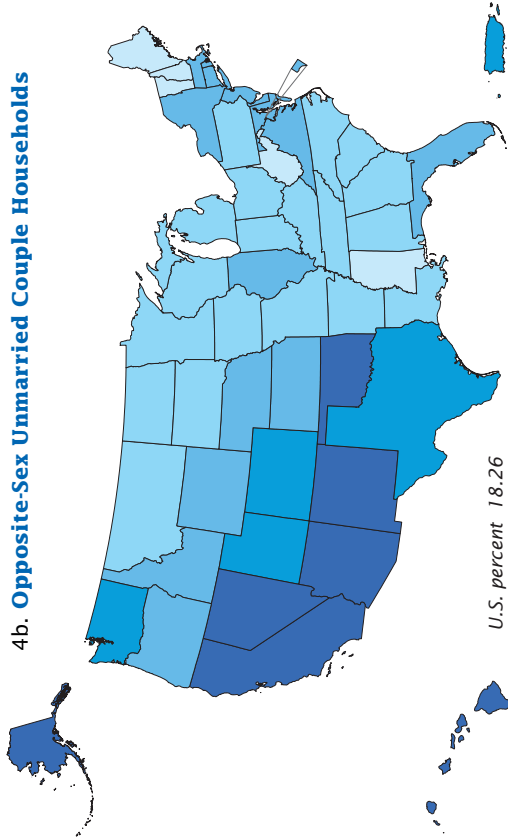 4b. Opposite-Sex Unmarried Couple Households
U.S. percent 18.26